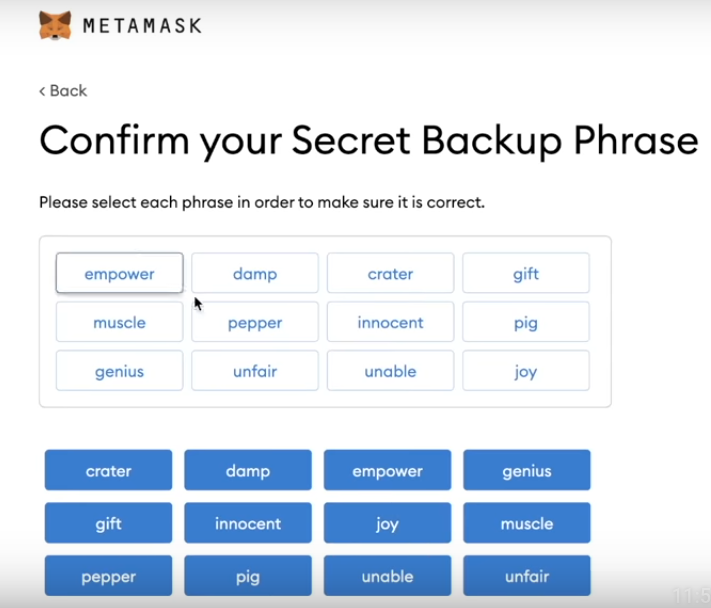 METAMASK
< Back
Confirm your Secret Backup Phrase
Please select each phrase in order to make sure it is correct.
empower damp crater gift
muscle pepper innocent pig
genius unfair unable joy
crater damp empower genius
gift innocent joy muscle
pepper pig unable unfair